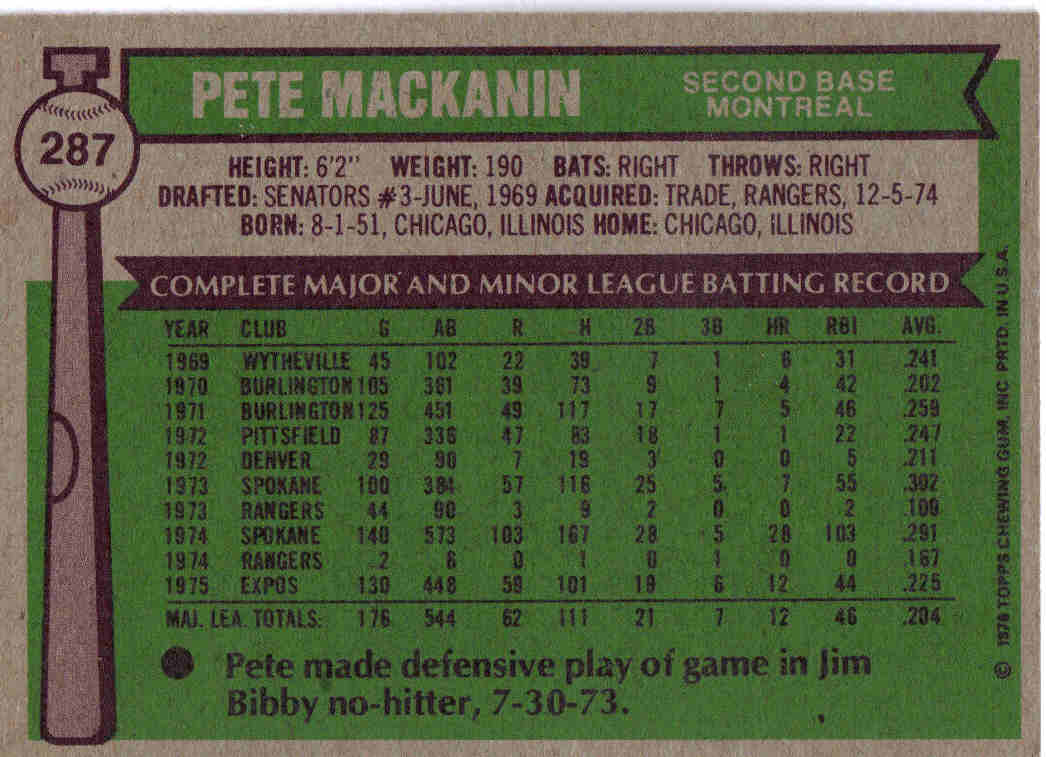 287
PETE MACKANIN
SECOND BASE
MONTREAL
HEIGHT: 6'2" WEIGHT: 190 BATS: RIGHT THROWS: RIGHT
DRAFTED: SENATORS #3-JUNE, 1969 ACQUIRED: TRADE, RANGERS, 12-5-74
BORN: 8-1-51, CHICAGO, ILLINOIS HOME: CHICAGO, ILLINOIS
COMPLETE MAJOR AND MINOR LEAGUE BATTING RECORD
YEAR CLUB G AB R H 2B 3B HR RBI AVG.
1969 WYTHEVILLE 45 102 22 39 7 1 6 31 .241
1970 BURLINGTON 105 361 39 73 9 1 4 42 .202
1971 BURLINGTON 125 451 49 117 17 7 5 46 .259
1972 PITTSFIELD 87 336 47 83 18 1 1 22 .247
1972 DENVER 29 90 7 19 3 0 0 5 .211
1973 SPOKANE 100 384 57 116 25 5 7 55 .302
1973 RANGERS 44 90 3 9 2 0 0 2 .100
1974 SPOKANE 140 573 103 167 28 5 28 103 .291
1974 RANGERS 2 6 0 1 0 1 0 0 .167
1975 EXPOS 130 448 59 101 19 6 12 44 .225
MAJ. LEA. TOTALS: 176 544 62 111 21 7 12 46 .204
Pete made defensive play of game in Jim
Bibby no-hitter, 7-30-73.
© 1976 TOPPS CHEWING GUM, INC PRTD. IN U.S.A.